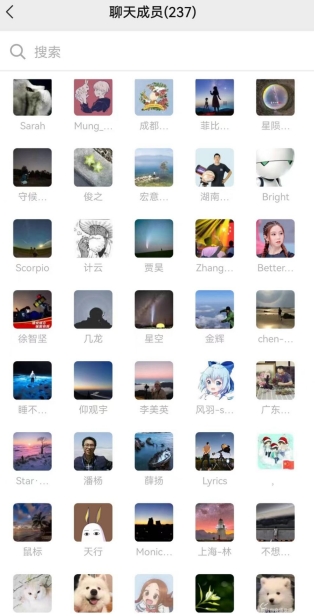 聊天成员(237)
搜索
Sarah Mung_... 成都... 菲比... 星陨...
守候... 俊之 宏意... 湖南... Bright
Scorpio 计云 贾昊 Zhang... Better...
徐智坚 几龙 星空 金辉 chen-...
睡不... 仰观宇 李美英 风羽-s... 广东...
Star·... 潘杨 薛扬 Lyrics ,
鼠标 天行 Monic... 上海-林 不想...